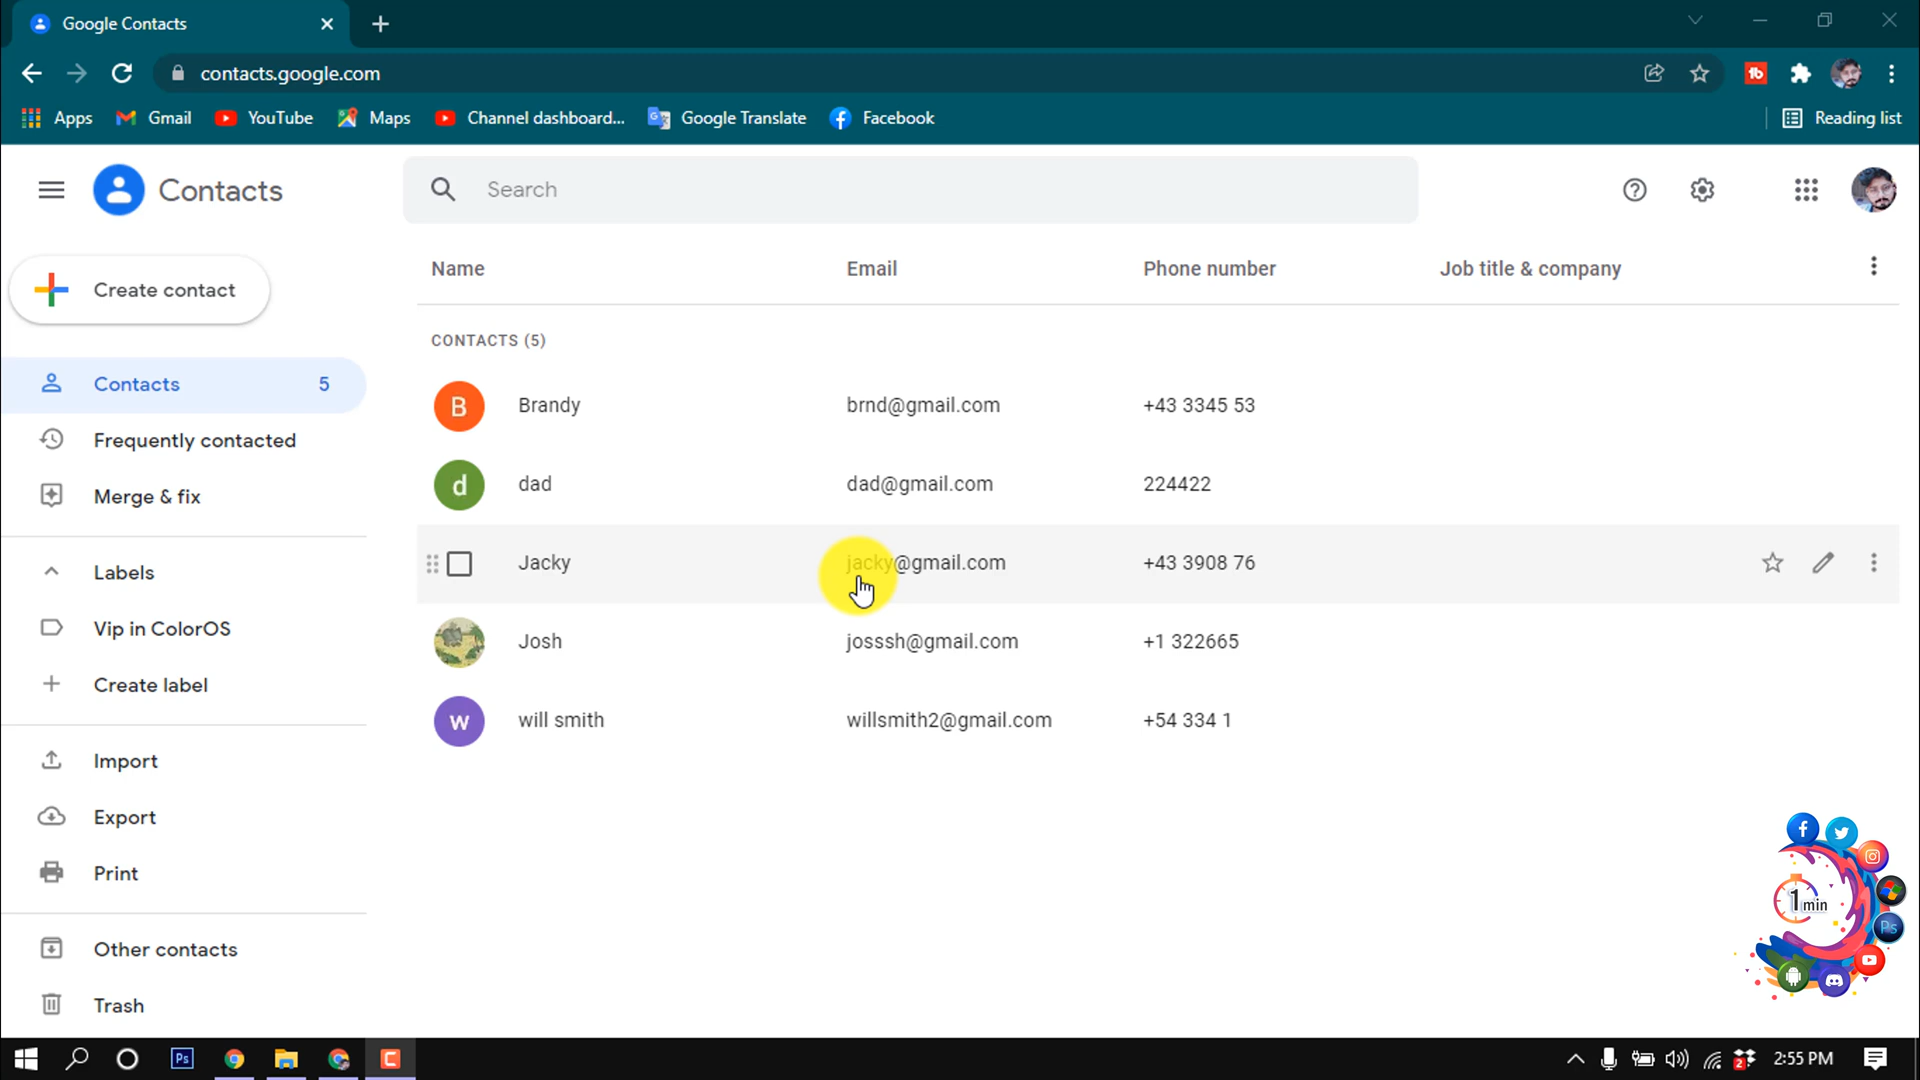 Google Contacts
contacts.google.com
Apps Gmail YouTube Maps Channel dashboard... Google Translate Facebook Reading list
Contacts Search
Create contact
Name Email Phone number Job title & company
CONTACTS (5)
Contacts 5
B Brandy brnd@gmail.com +43 3345 53
Frequently contacted
d dad dad@gmail.com 224422
Merge & fix
Jacky jacky@gmail.com +43 3908 76
Labels
Vip in ColorOS
Josh josssh@gmail.com +1 322665
Create label
w will smith willsmith2@gmail.com +54 334 1
Import
Export
Print
1 min
Ps
Other contacts
Trash
Ps C 2 2:55 PM